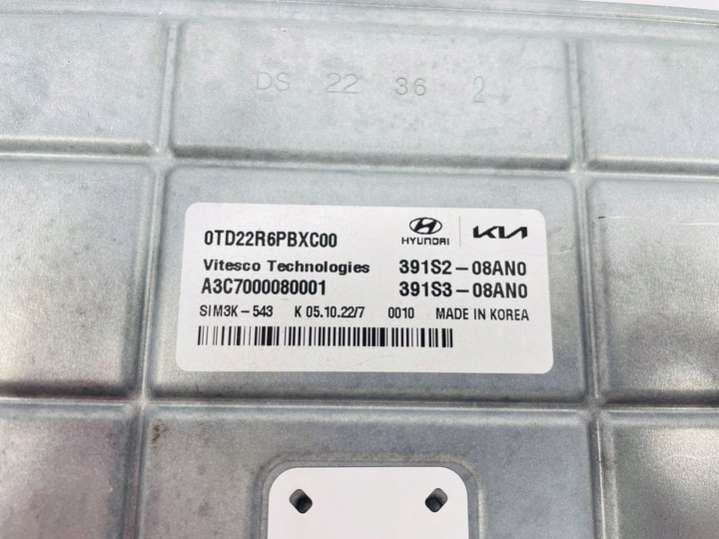 DS 22 36 2
0TD22R6PBXC00
HYUNDAI KIA
Vitesco Technologies 391S2-08AN0
A3C7000080001 391S3-08AN0
SIM3K-543 K 05.10.22/7 0010 MADE IN KOREA